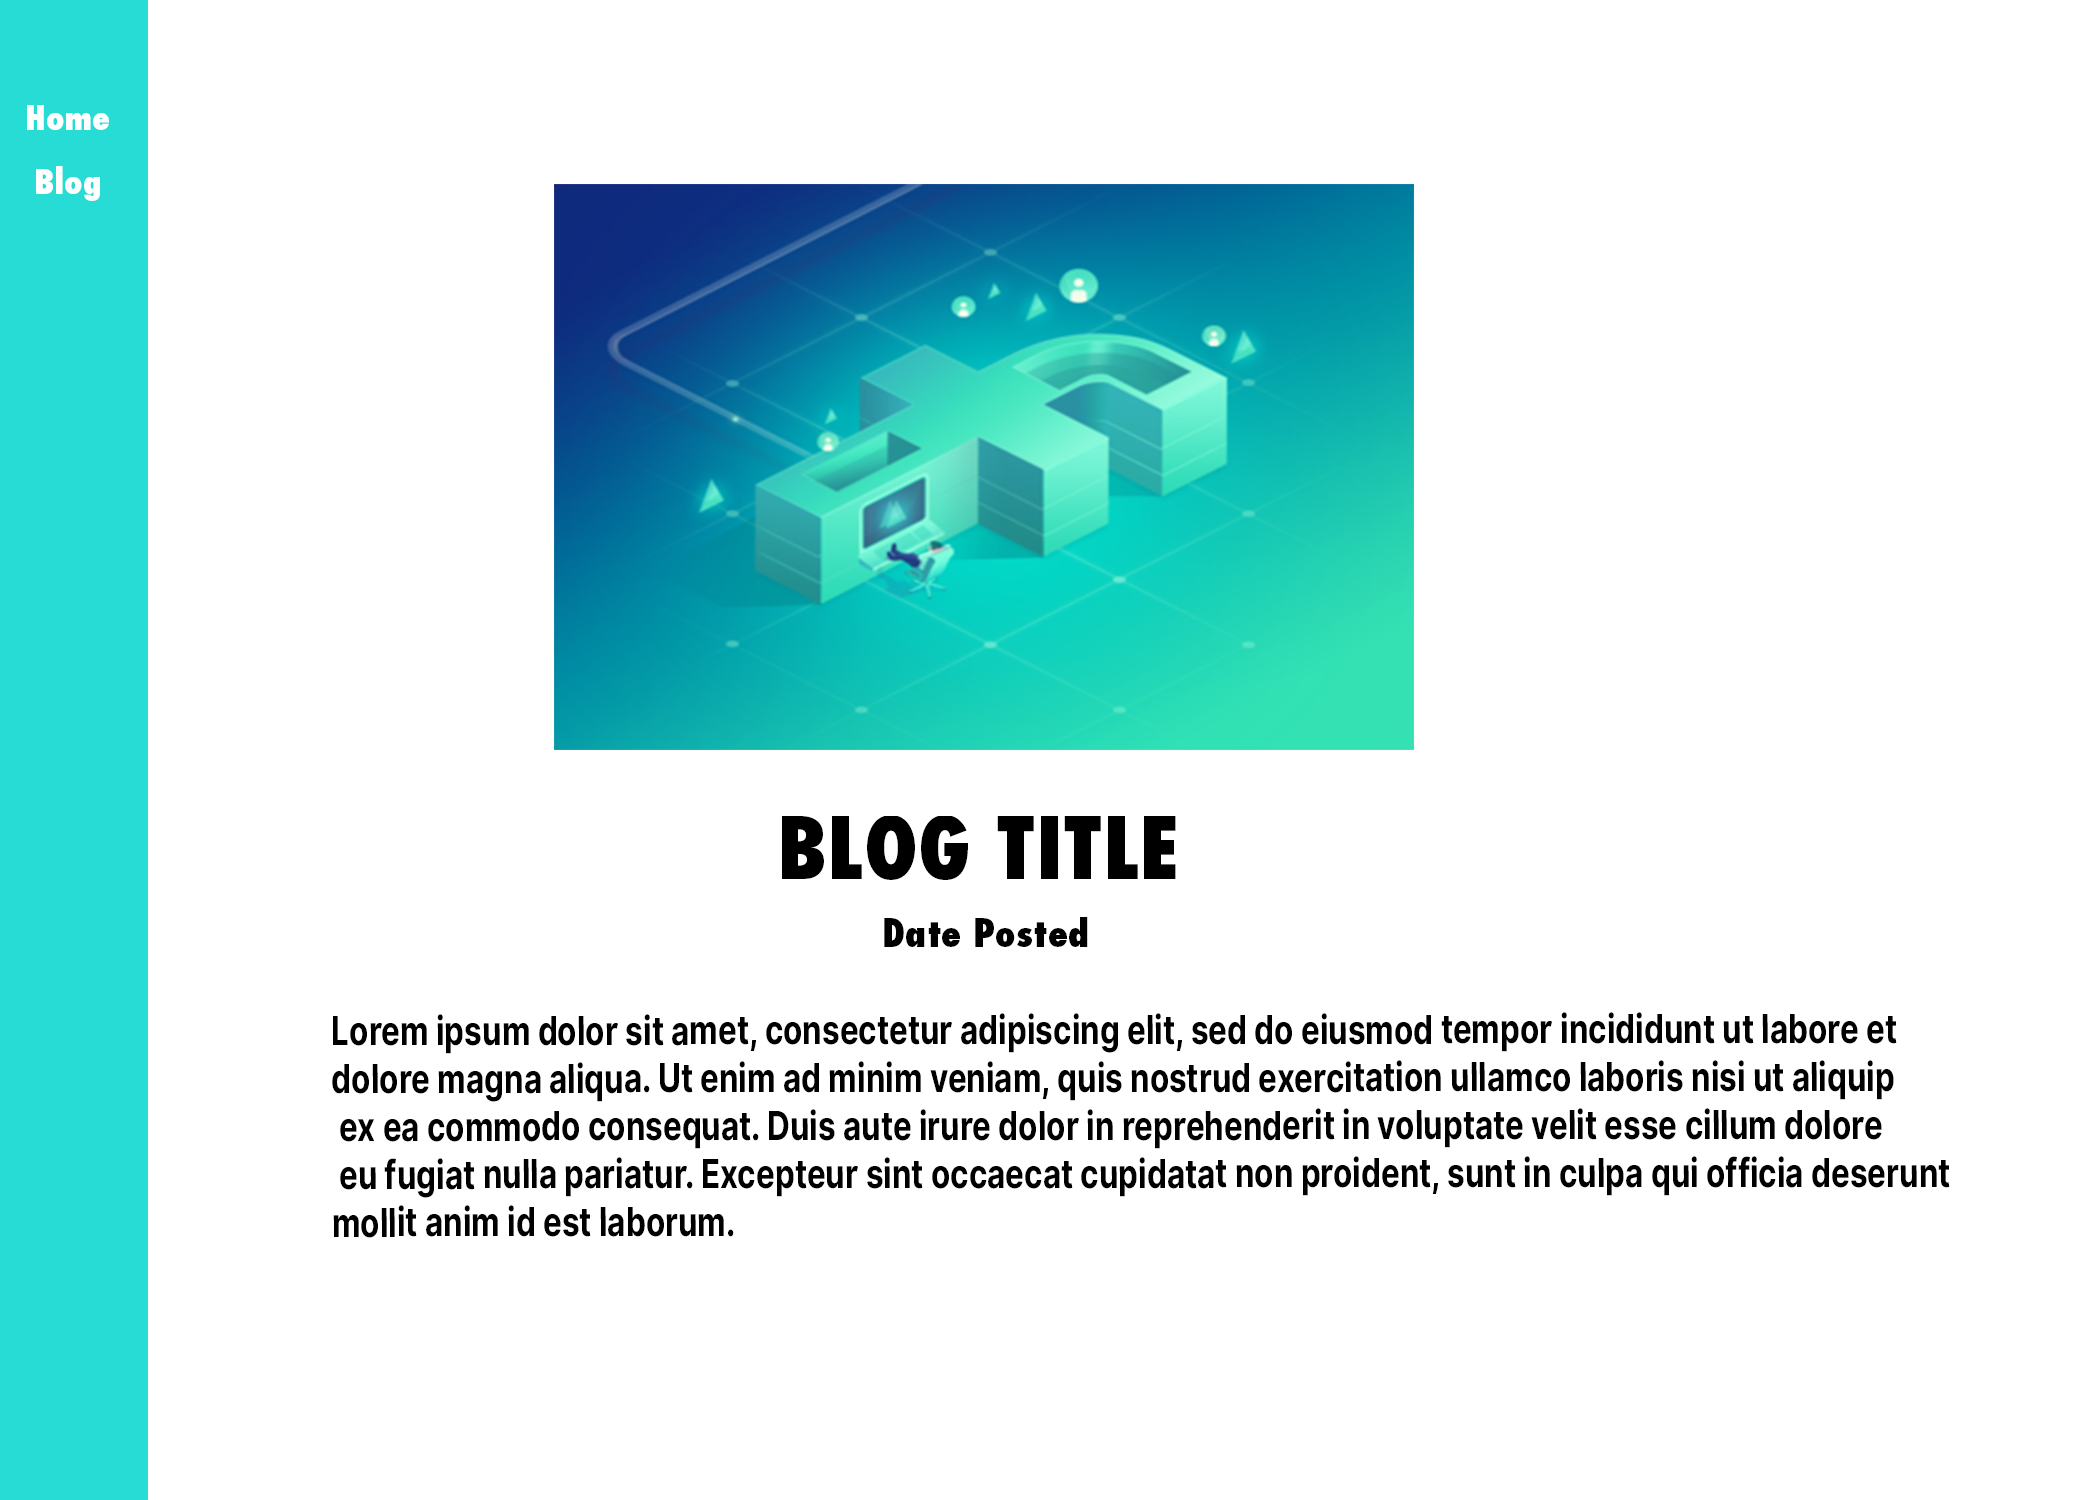 Home
Blog
BLOG TITLE
Date Posted
Lorem ipsum dolor sit amet, consectetur adipiscing elit, sed do eiusmod tempor incididunt ut labore et
dolore magna aliqua. Ut enim ad minim veniam, quis nostrud exercitation ullamco laboris nisi ut aliquip
ex ea commodo consequat. Duis aute irure dolor in reprehenderit in voluptate velit esse cillum dolore
eu fugiat nulla pariatur. Excepteur sint occaecat cupidatat non proident, sunt in culpa qui officia deserunt
mollit anim id est laborum.